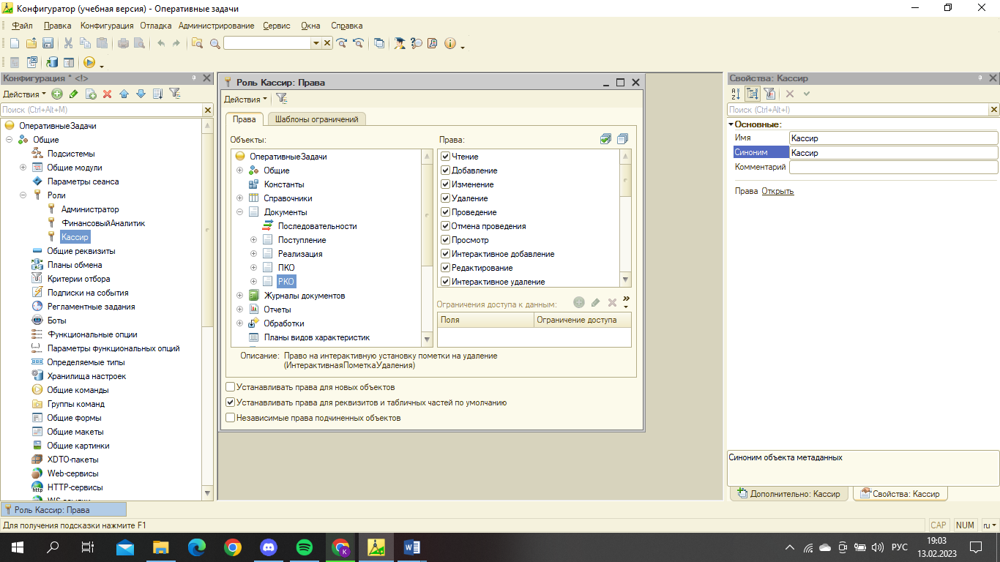 Конфигуратор (учебная версия) - Оперативные задачи
Файл Правка Конфигурация Отладка Администрирование Сервис Окна Справка
Конфигурация * <!>
Действия
Поиск (Ctrl+Alt+M)
ОперативныеЗадачи
Общие
Подсистемы
Общие модули
Параметры сеанса
Роли
Администратор
ФинансовыйАналитик
Кассир
Общие реквизиты
Планы обмена
Критерии отбора
Подписки на события
Регламентные задания
Боты
Функциональные опции
Параметры функциональных опций
Определяемые типы
Хранилища настроек
Общие команды
Группы команд
Общие формы
Общие макеты
Общие картинки
XDTO-пакеты
Web-сервисы
HTTP-сервисы
Роль Кассир: Права
Действия
Права Шаблоны ограничений
Объекты:
ОперативныеЗадачи
Общие
Константы
Справочники
Документы
Последовательности
Поступление
Реализация
ПКО
РКО
Журналы документов
Отчеты
Обработки
Планы видов характеристик
Права:
Чтение
Добавление
Изменение
Удаление
Проведение
Отмена проведения
Просмотр
Интерактивное добавление
Редактирование
Интерактивное удаление
Ограничения доступа к данным:
Поля Ограничение доступа
Описание: Право на интерактивную установку пометки на удаление
(ИнтерактивнаяПометкаУдаления)
Устанавливать права для новых объектов
Устанавливать права для реквизитов и табличных частей по умолчанию
Независимые права подчиненных объектов
Свойства: Кассир
Поиск (Ctrl+Alt+I)
Основные:
Имя Кассир
Синоним Кассир
Комментарий
Права Открыть
Синоним объекта метаданных
Дополнительно: Кассир Свойства: Кассир
Роль Кассир: Права
Для получения подсказки нажмите F1
CAP NUM ru
РУС
19:03
13.02.2023